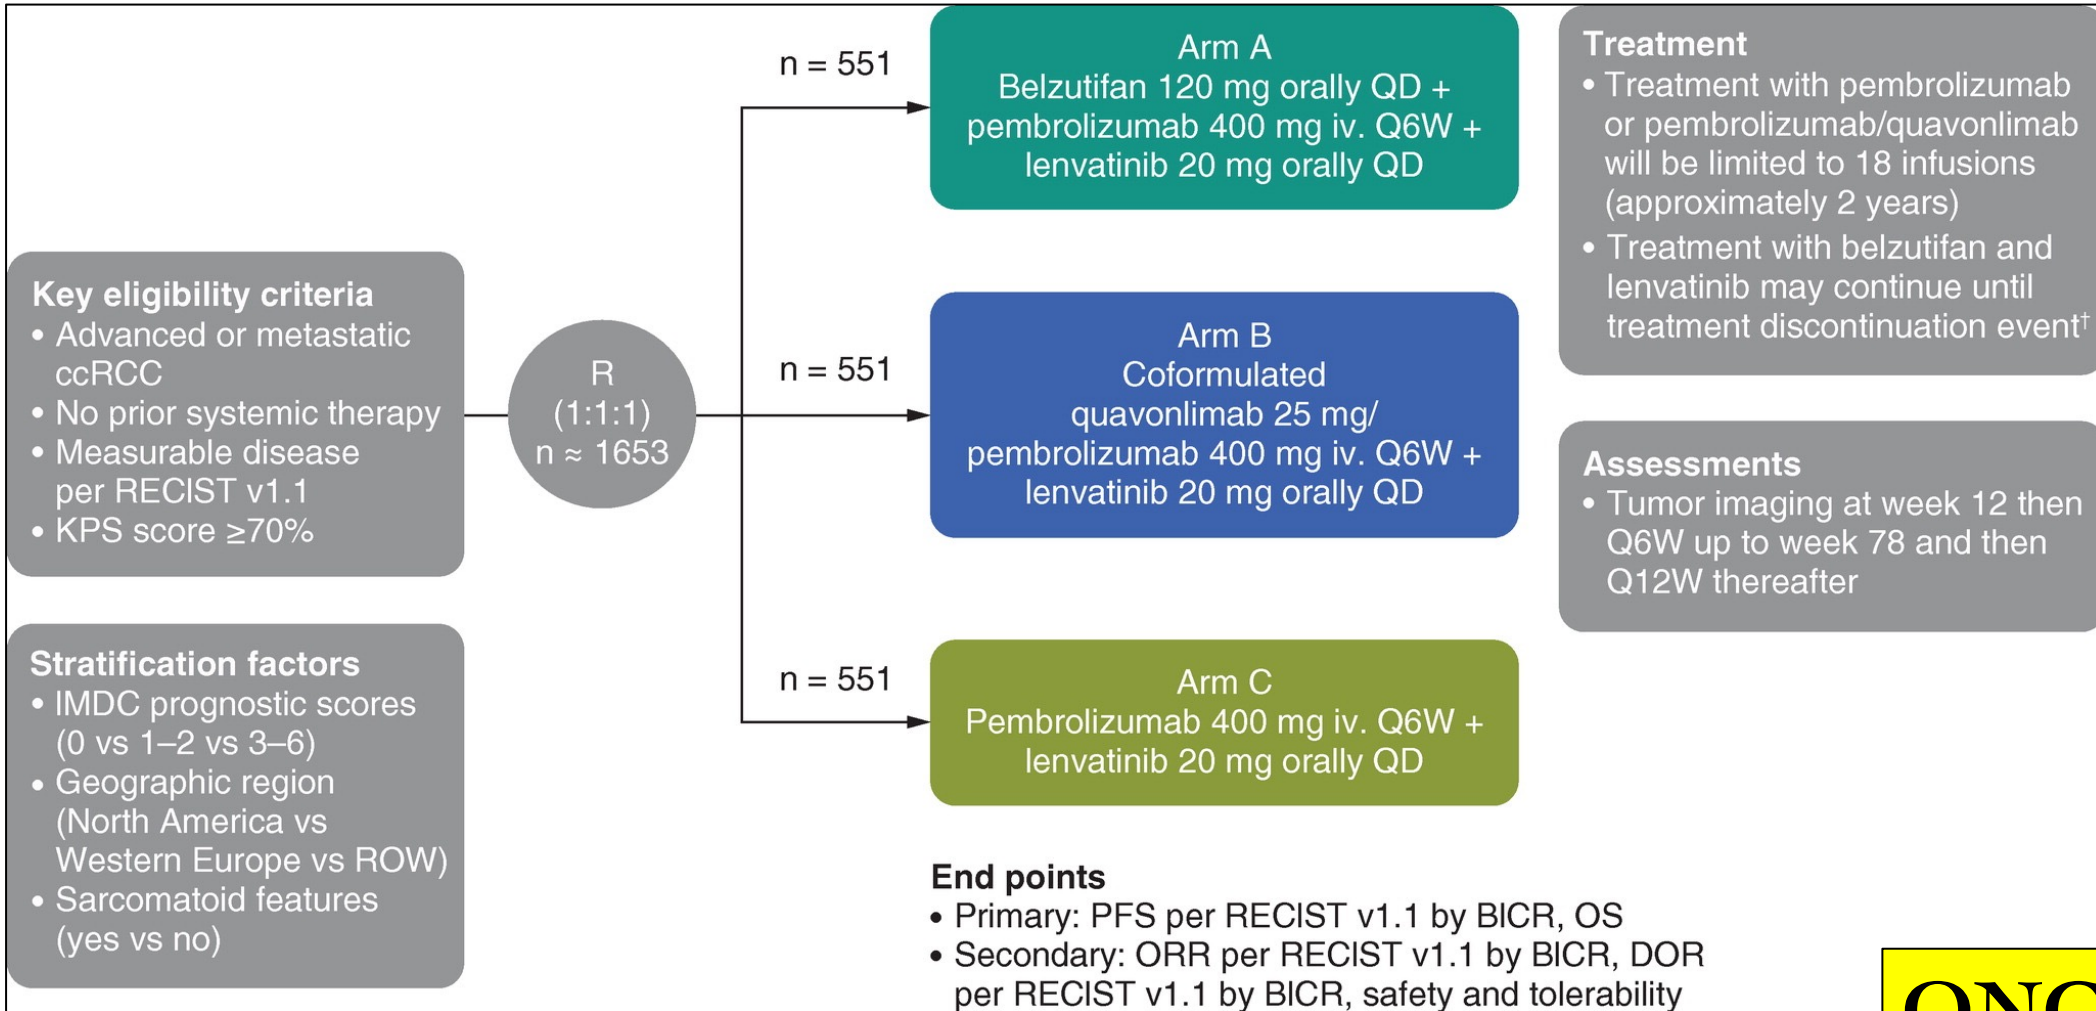 Key eligibility criteria
• Advanced or metastatic
ccRCC
• No prior systemic therapy
• Measurable disease
per RECIST v1.1
• KPS score ≥70%
Stratification factors
• IMDC prognostic scores
(0 vs 1–2 vs 3–6)
• Geographic region
(North America vs
Western Europe vs ROW)
• Sarcomatoid features
(yes vs no)
R
(1:1:1)
n ≈ 1653
n = 551
Arm A
Belzutifan 120 mg orally QD +
pembrolizumab 400 mg iv. Q6W +
lenvatinib 20 mg orally QD
n = 551
Arm B
Coformulated
quavonlimab 25 mg/
pembrolizumab 400 mg iv. Q6W +
lenvatinib 20 mg orally QD
n = 551
Arm C
Pembrolizumab 400 mg iv. Q6W +
lenvatinib 20 mg orally QD
End points
• Primary: PFS per RECIST v1.1 by BICR, OS
• Secondary: ORR per RECIST v1.1 by BICR, DOR
per RECIST v1.1 by BICR, safety and tolerability
Treatment
• Treatment with pembrolizumab
or pembrolizumab/quavonlimab
will be limited to 18 infusions
(approximately 2 years)
• Treatment with belzutifan and
lenvatinib may continue until
treatment discontinuation event†
Assessments
• Tumor imaging at week 12 then
Q6W up to week 78 and then
Q12W thereafter